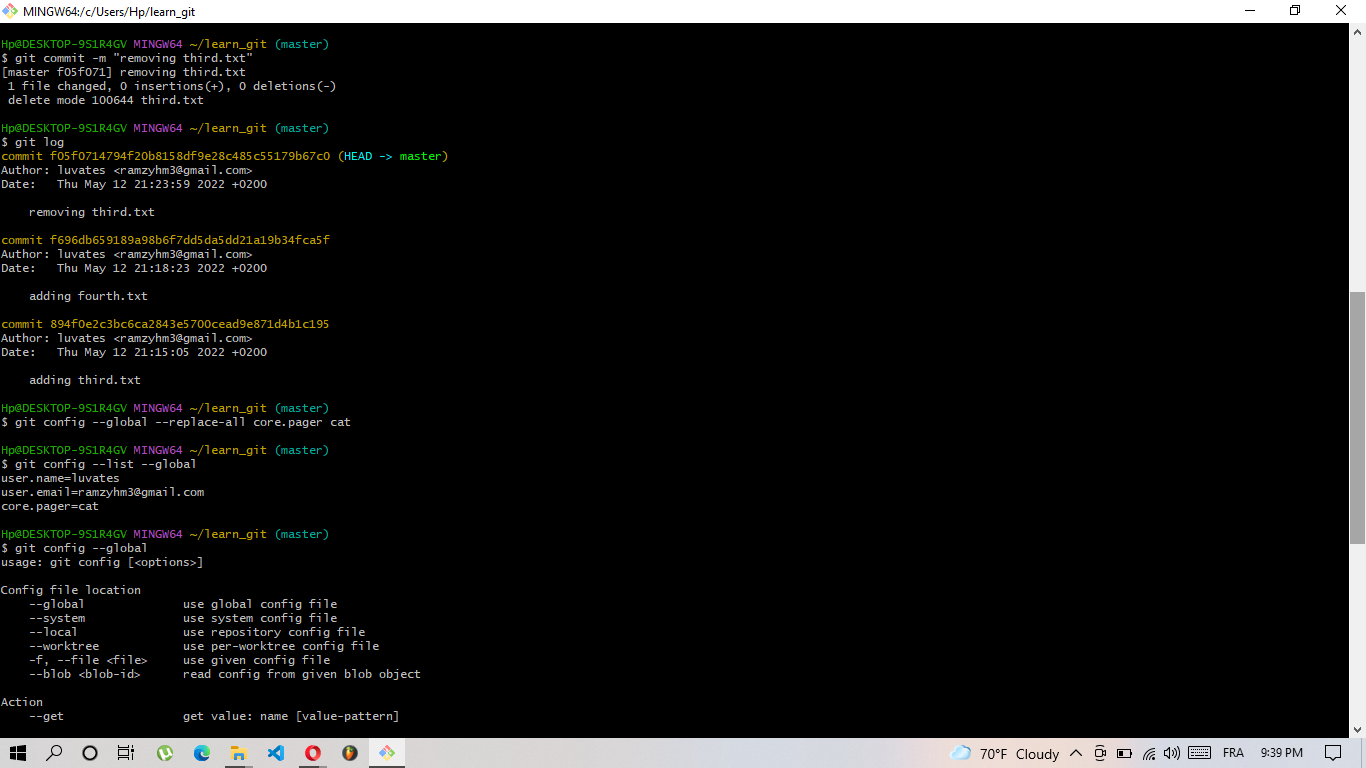 MINGW64:/c/Users/Hp/learn_git
Hp@DESKTOP-9S1R4GV MINGW64 ~/learn_git (master)
$ git commit -m "removing third.txt"
[master f05f071] removing third.txt
 1 file changed, 0 insertions(+), 0 deletions(-)
 delete mode 100644 third.txt
Hp@DESKTOP-9S1R4GV MINGW64 ~/learn_git (master)
$ git log
commit f05f0714794f20b8158df9e28c485c55179b67c0 (HEAD -> master)
Author: luvates <ramzyhm3@gmail.com>
Date:   Thu May 12 21:23:59 2022 +0200
    removing third.txt
commit f696db659189a98b6f7dd5da5dd21a19b34fca5f
Author: luvates <ramzyhm3@gmail.com>
Date:   Thu May 12 21:18:23 2022 +0200
    adding fourth.txt
commit 894f0e2c3bc6ca2843e5700cead9e871d4b1c195
Author: luvates <ramzyhm3@gmail.com>
Date:   Thu May 12 21:15:05 2022 +0200
    adding third.txt
Hp@DESKTOP-9S1R4GV MINGW64 ~/learn_git (master)
$ git config --global --replace-all core.pager cat
Hp@DESKTOP-9S1R4GV MINGW64 ~/learn_git (master)
$ git config --list --global
user.name=luvates
user.email=ramzyhm3@gmail.com
core.pager=cat
Hp@DESKTOP-9S1R4GV MINGW64 ~/learn_git (master)
$ git config --global
usage: git config [<options>]
Config file location
    --global              use global config file
    --system              use system config file
    --local               use repository config file
    --worktree            use per-worktree config file
    -f, --file <file>     use given config file
    --blob <blob-id>      read config from given blob object
Action
    --get                 get value: name [value-pattern]
70°F Cloudy FRA 9:39 PM